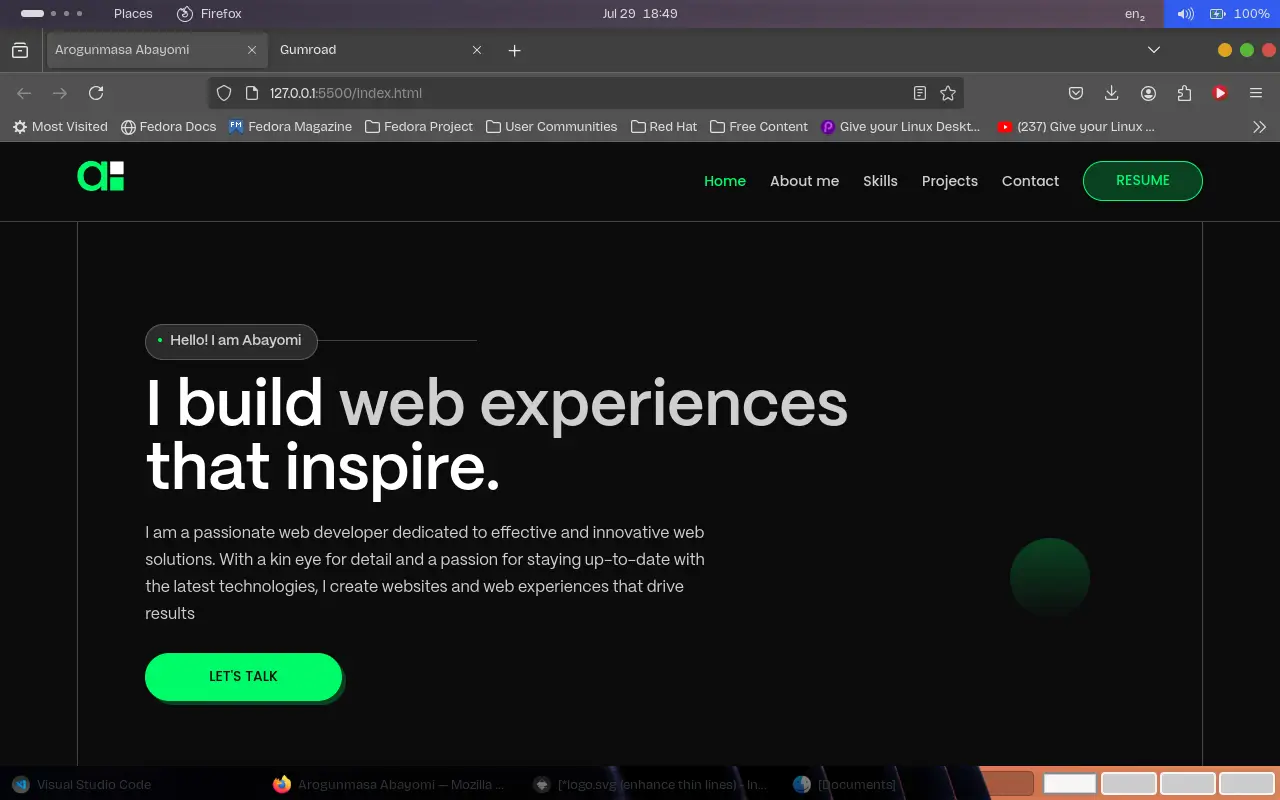 Places Firefox Jul 29 18:49 en₂ 100%
Arogunmasa Abayomi Gumroad
127.0.0.1:5500/index.html
Most Visited Fedora Docs Fedora Magazine Fedora Project User Communities Red Hat Free Content Give your Linux Deskt... (237) Give your Linux ...
Home About me Skills Projects Contact RESUME
Hello! I am Abayomi
I build web experiences
that inspire.
I am a passionate web developer dedicated to effective and innovative web
solutions. With a kin eye for detail and a passion for staying up-to-date with
the latest technologies, I create websites and web experiences that drive
results
LET'S TALK
Visual Studio Code Arogunmasa Abayomi — Mozilla ... [*logo.svg (enhance thin lines) - In... [Documents]